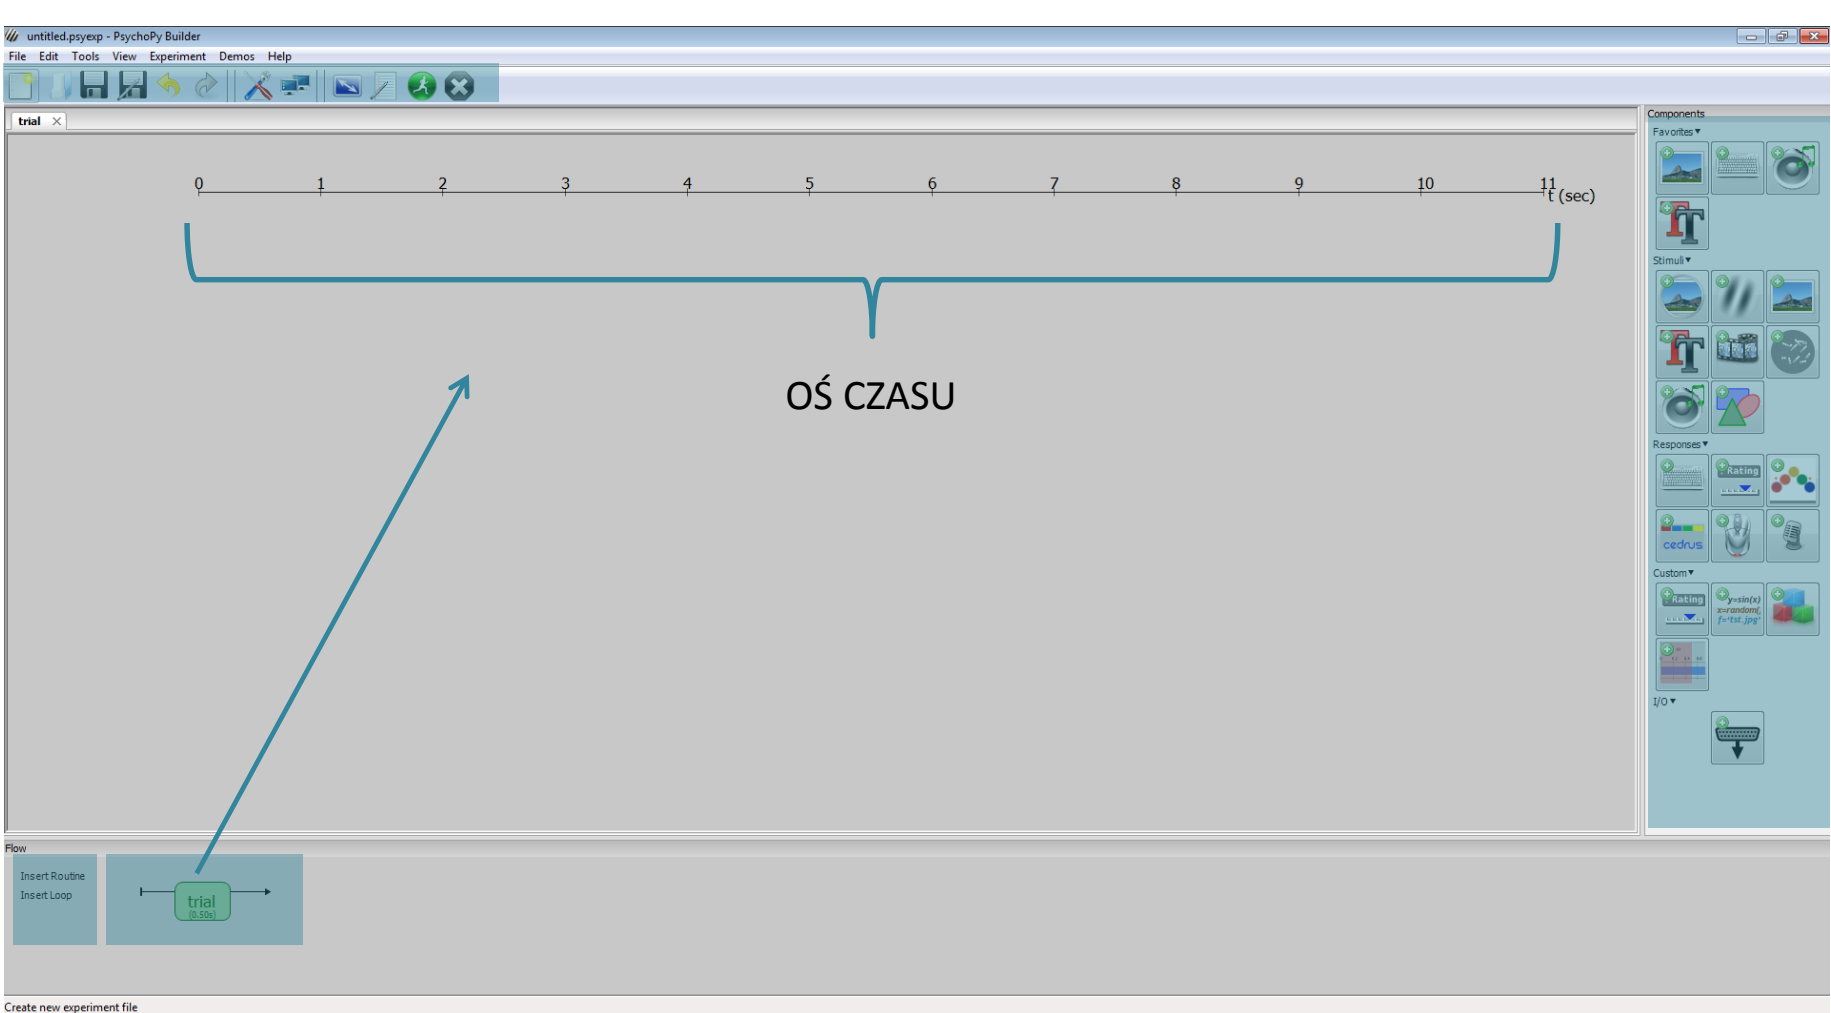 untitled.psyexp - PsychoPy Builder
File Edit Tools View Experiment Demos Help
trial
Components
Favorites
0 1 2 3 4 5 6 7 8 9 10 11
t (sec)
OŚ CZASU
Stimuli
Responses
Rating
cedrus
Custom
Rating
y=sin(x)
x=random(,
f='tst.jpg'
I/O
Flow
Insert Routine
Insert Loop
trial
(0.50s)
Create new experiment file